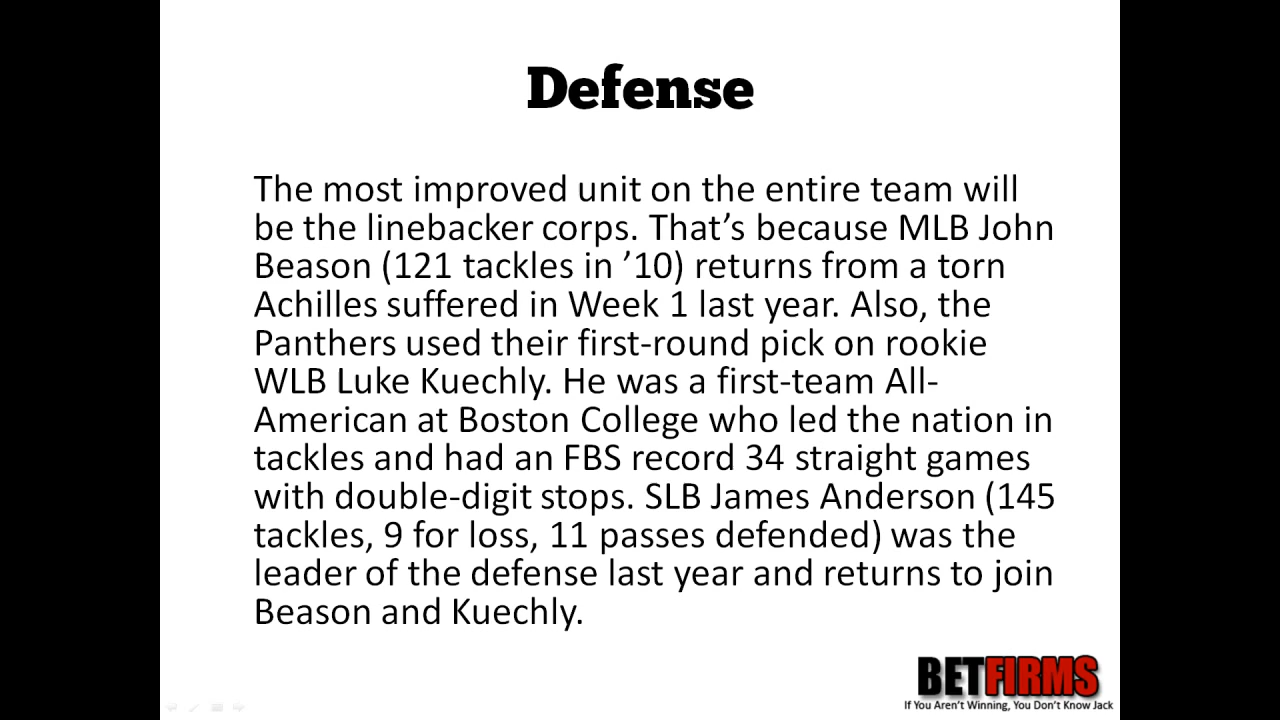 Defense
The most improved unit on the entire team will
be the linebacker corps. That’s because MLB John
Beason (121 tackles in ’10) returns from a torn
Achilles suffered in Week 1 last year. Also, the
Panthers used their first-round pick on rookie
WLB Luke Kuechly. He was a first-team All-
American at Boston College who led the nation in
tackles and had an FBS record 34 straight games
with double-digit stops. SLB James Anderson (145
tackles, 9 for loss, 11 passes defended) was the
leader of the defense last year and returns to join
Beason and Kuechly.
BETFIRMS
If You Aren’t Winning, You Don’t Know Jack